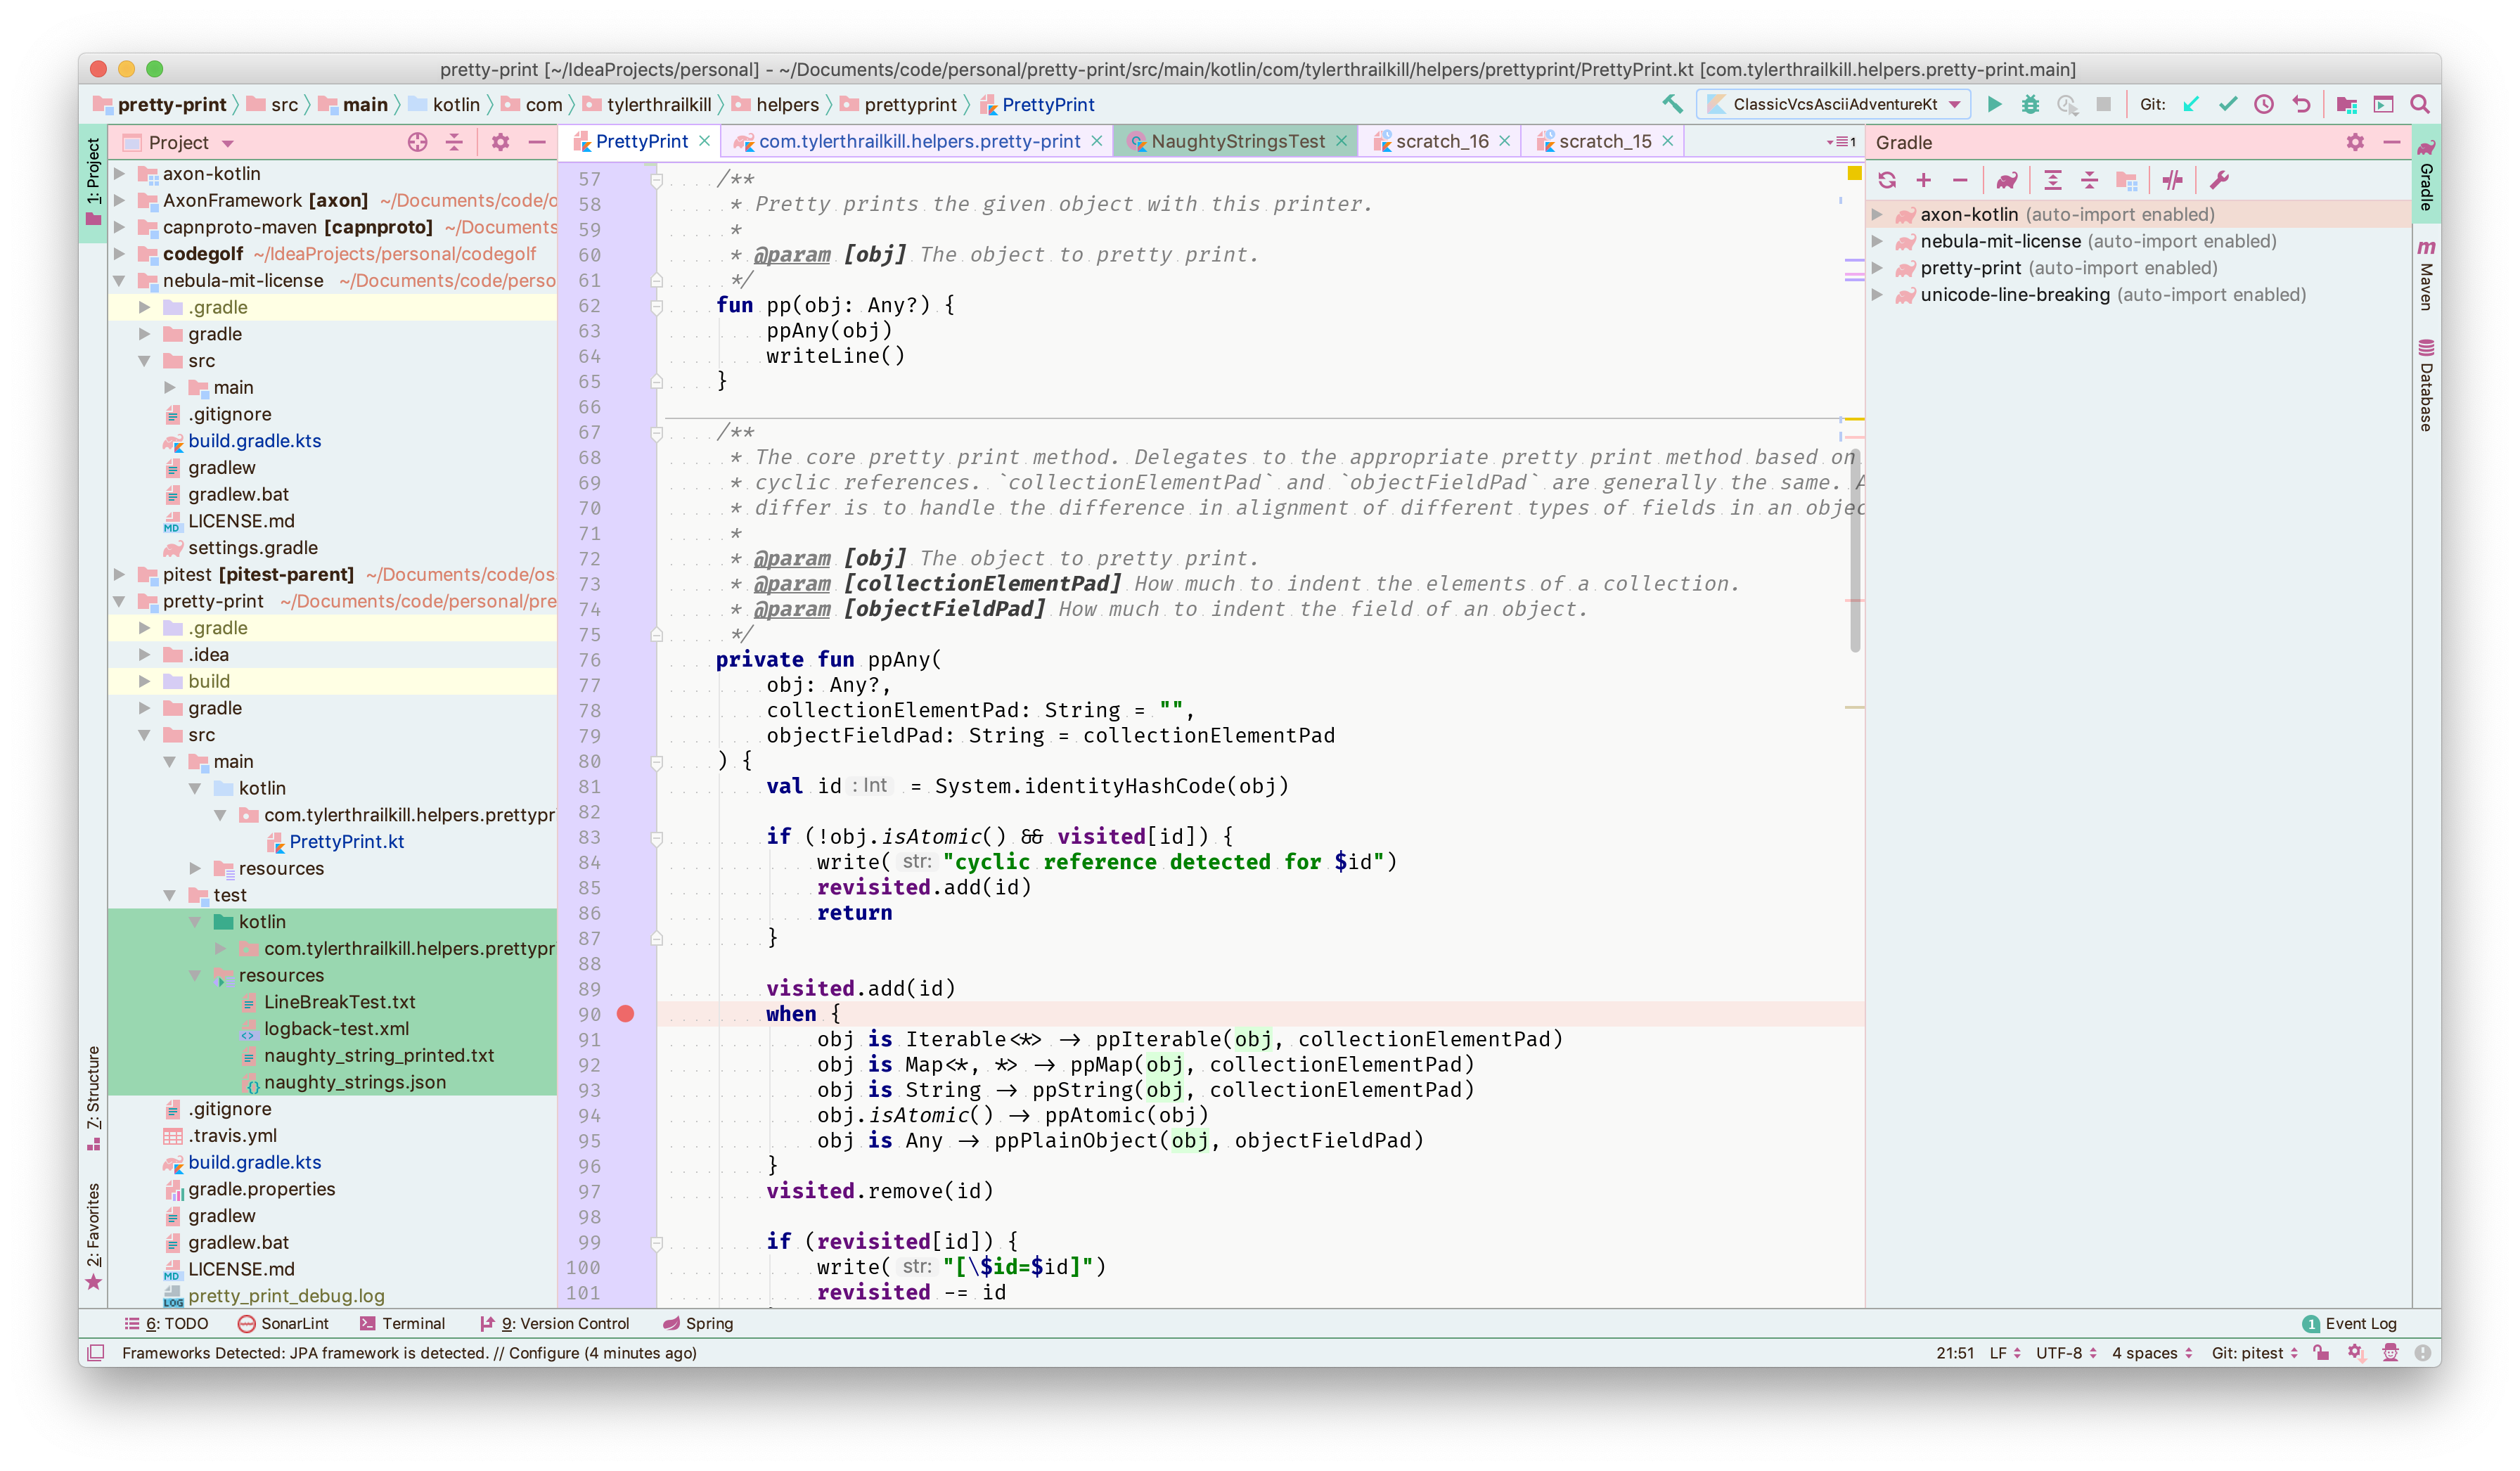 pretty-print [~/IdeaProjects/personal] - ~/Documents/code/personal/pretty-print/src/main/kotlin/com/tylerthrailkill/helpers/prettyprint/PrettyPrint.kt [com.tylerthrailkill.helpers.pretty-print.main]
pretty-print src main kotlin com tylerthrailkill helpers prettyprint PrettyPrint ClassicVcsAsciiAdventureKt Git:
1: Project
7: Structure
2: Favorites
Project
axon-kotlin
AxonFramework [axon] ~/Documents/code/o
capnproto-maven [capnproto] ~/Documents
codegolf ~/IdeaProjects/personal/codegolf
nebula-mit-license ~/Documents/code/perso
.gradle
gradle
src
main
.gitignore
build.gradle.kts
gradlew
gradlew.bat
LICENSE.md
settings.gradle
pitest [pitest-parent] ~/Documents/code/os
pretty-print ~/Documents/code/personal/pre
.gradle
.idea
build
gradle
src
main
kotlin
com.tylerthrailkill.helpers.prettypr
PrettyPrint.kt
resources
test
kotlin
com.tylerthrailkill.helpers.prettypr
resources
LineBreakTest.txt
logback-test.xml
naughty_string_printed.txt
naughty_strings.json
.gitignore
.travis.yml
build.gradle.kts
gradle.properties
gradlew
gradlew.bat
LICENSE.md
pretty_print_debug.log
PrettyPrint com.tylerthrailkill.helpers.pretty-print NaughtyStringsTest scratch_16 scratch_15 1
57 /**
58 * Pretty prints the given object with this printer.
59 *
60 * @param [obj] The object to pretty print.
61 */
62 fun pp(obj: Any?) {
63 ppAny(obj)
64 writeLine()
65 }
66
67 /**
68 * The core pretty print method. Delegates to the appropriate pretty print method based on
69 * cyclic references. `collectionElementPad` and `objectFieldPad` are generally the same. A
70 * differ is to handle the difference in alignment of different types of fields in an objec
71 *
72 * @param [obj] The object to pretty print.
73 * @param [collectionElementPad] How much to indent the elements of a collection.
74 * @param [objectFieldPad] How much to indent the field of an object.
75 */
76 private fun ppAny(
77 obj: Any?,
78 collectionElementPad: String = "",
79 objectFieldPad: String = collectionElementPad
80 ) {
81 val id : Int = System.identityHashCode(obj)
82
83 if (!obj.isAtomic() && visited[id]) {
84 write( str: "cyclic reference detected for $id")
85 revisited.add(id)
86 return
87 }
88
89 visited.add(id)
90 when {
91 obj is Iterable<*> -> ppIterable(obj, collectionElementPad)
92 obj is Map<*, *> -> ppMap(obj, collectionElementPad)
93 obj is String -> ppString(obj, collectionElementPad)
94 obj.isAtomic() -> ppAtomic(obj)
95 obj is Any -> ppPlainObject(obj, objectFieldPad)
96 }
97 visited.remove(id)
98
99 if (revisited[id]) {
100 write( str: "[\$id=$id]")
101 revisited -= id
Gradle
axon-kotlin (auto-import enabled)
nebula-mit-license (auto-import enabled)
pretty-print (auto-import enabled)
unicode-line-breaking (auto-import enabled)
Gradle
m Maven
Database
6: TODO SonarLint Terminal 9: Version Control Spring 1 Event Log
Frameworks Detected: JPA framework is detected. // Configure (4 minutes ago) 21:51 LF UTF-8 4 spaces Git: pitest